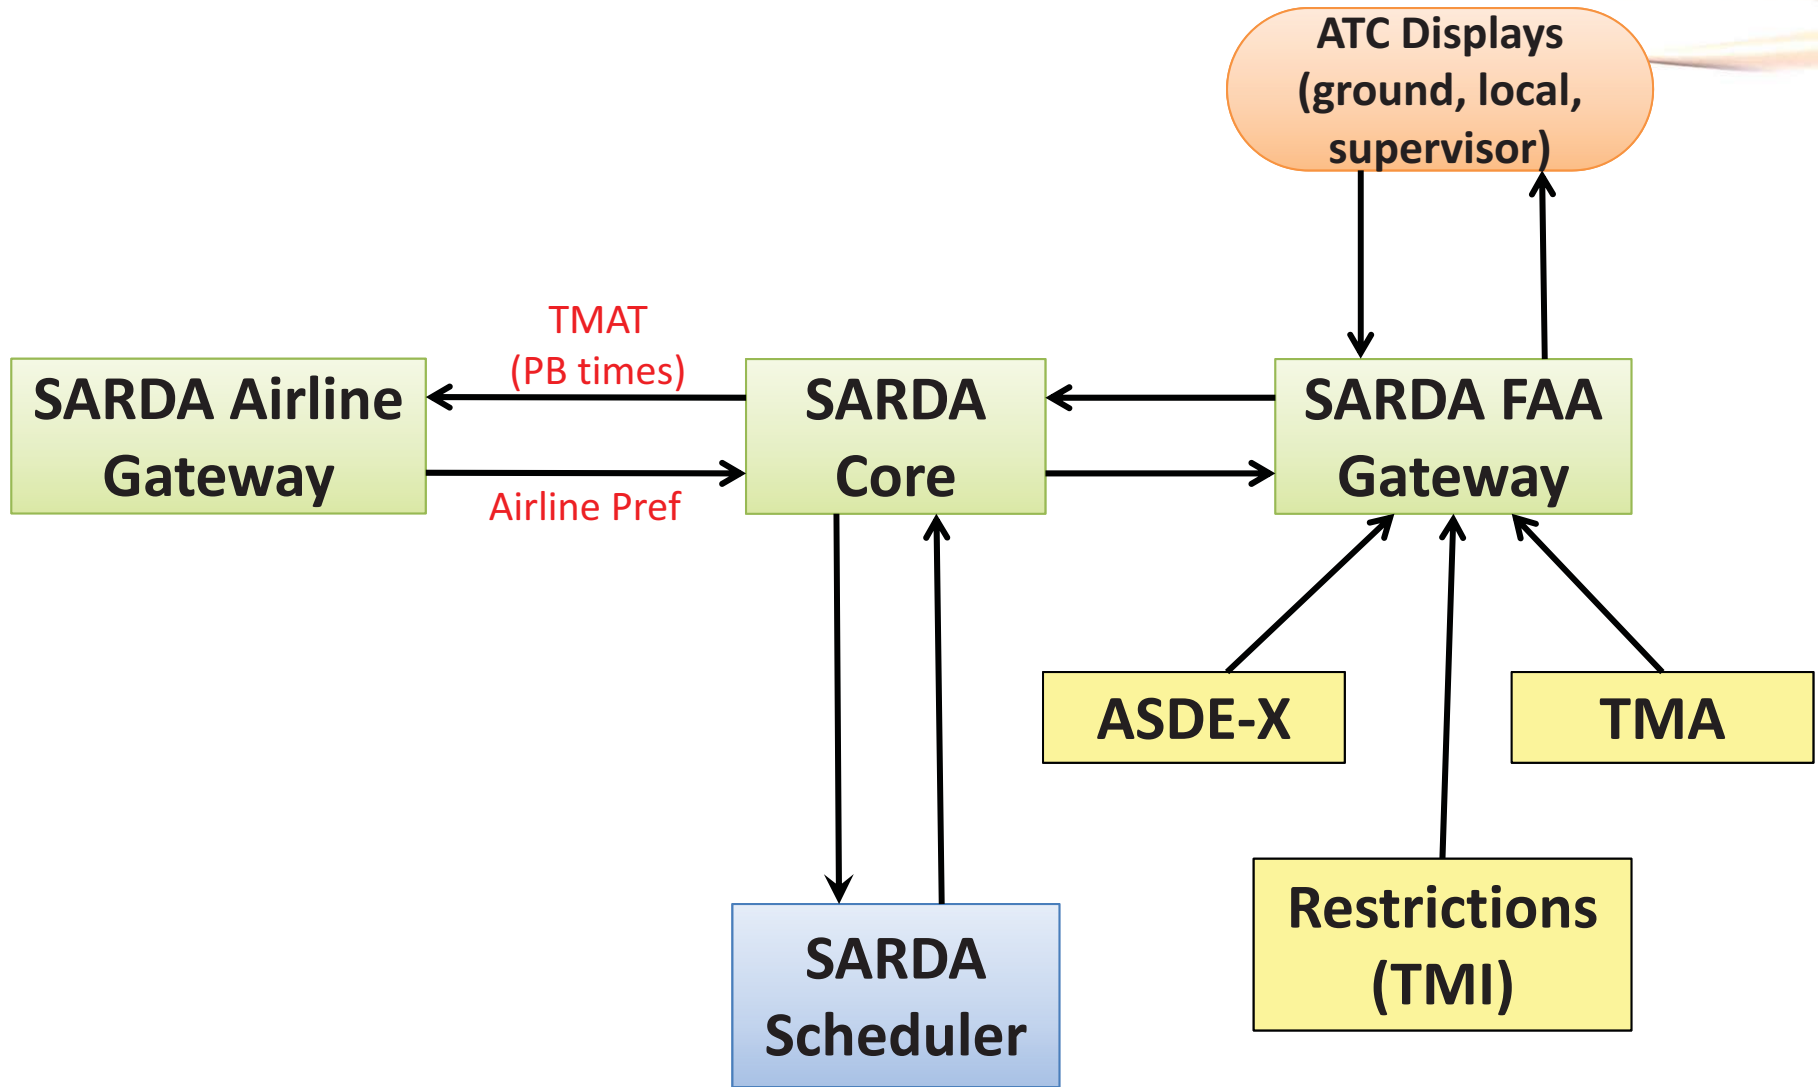 ATC Displays
(ground, local,
supervisor)
TMAT
(PB times)
SARDA Airline
Gateway
SARDA
Core
SARDA FAA
Gateway
Airline Pref
ASDE-X
TMA
Restrictions
(TMI)
SARDA
Scheduler